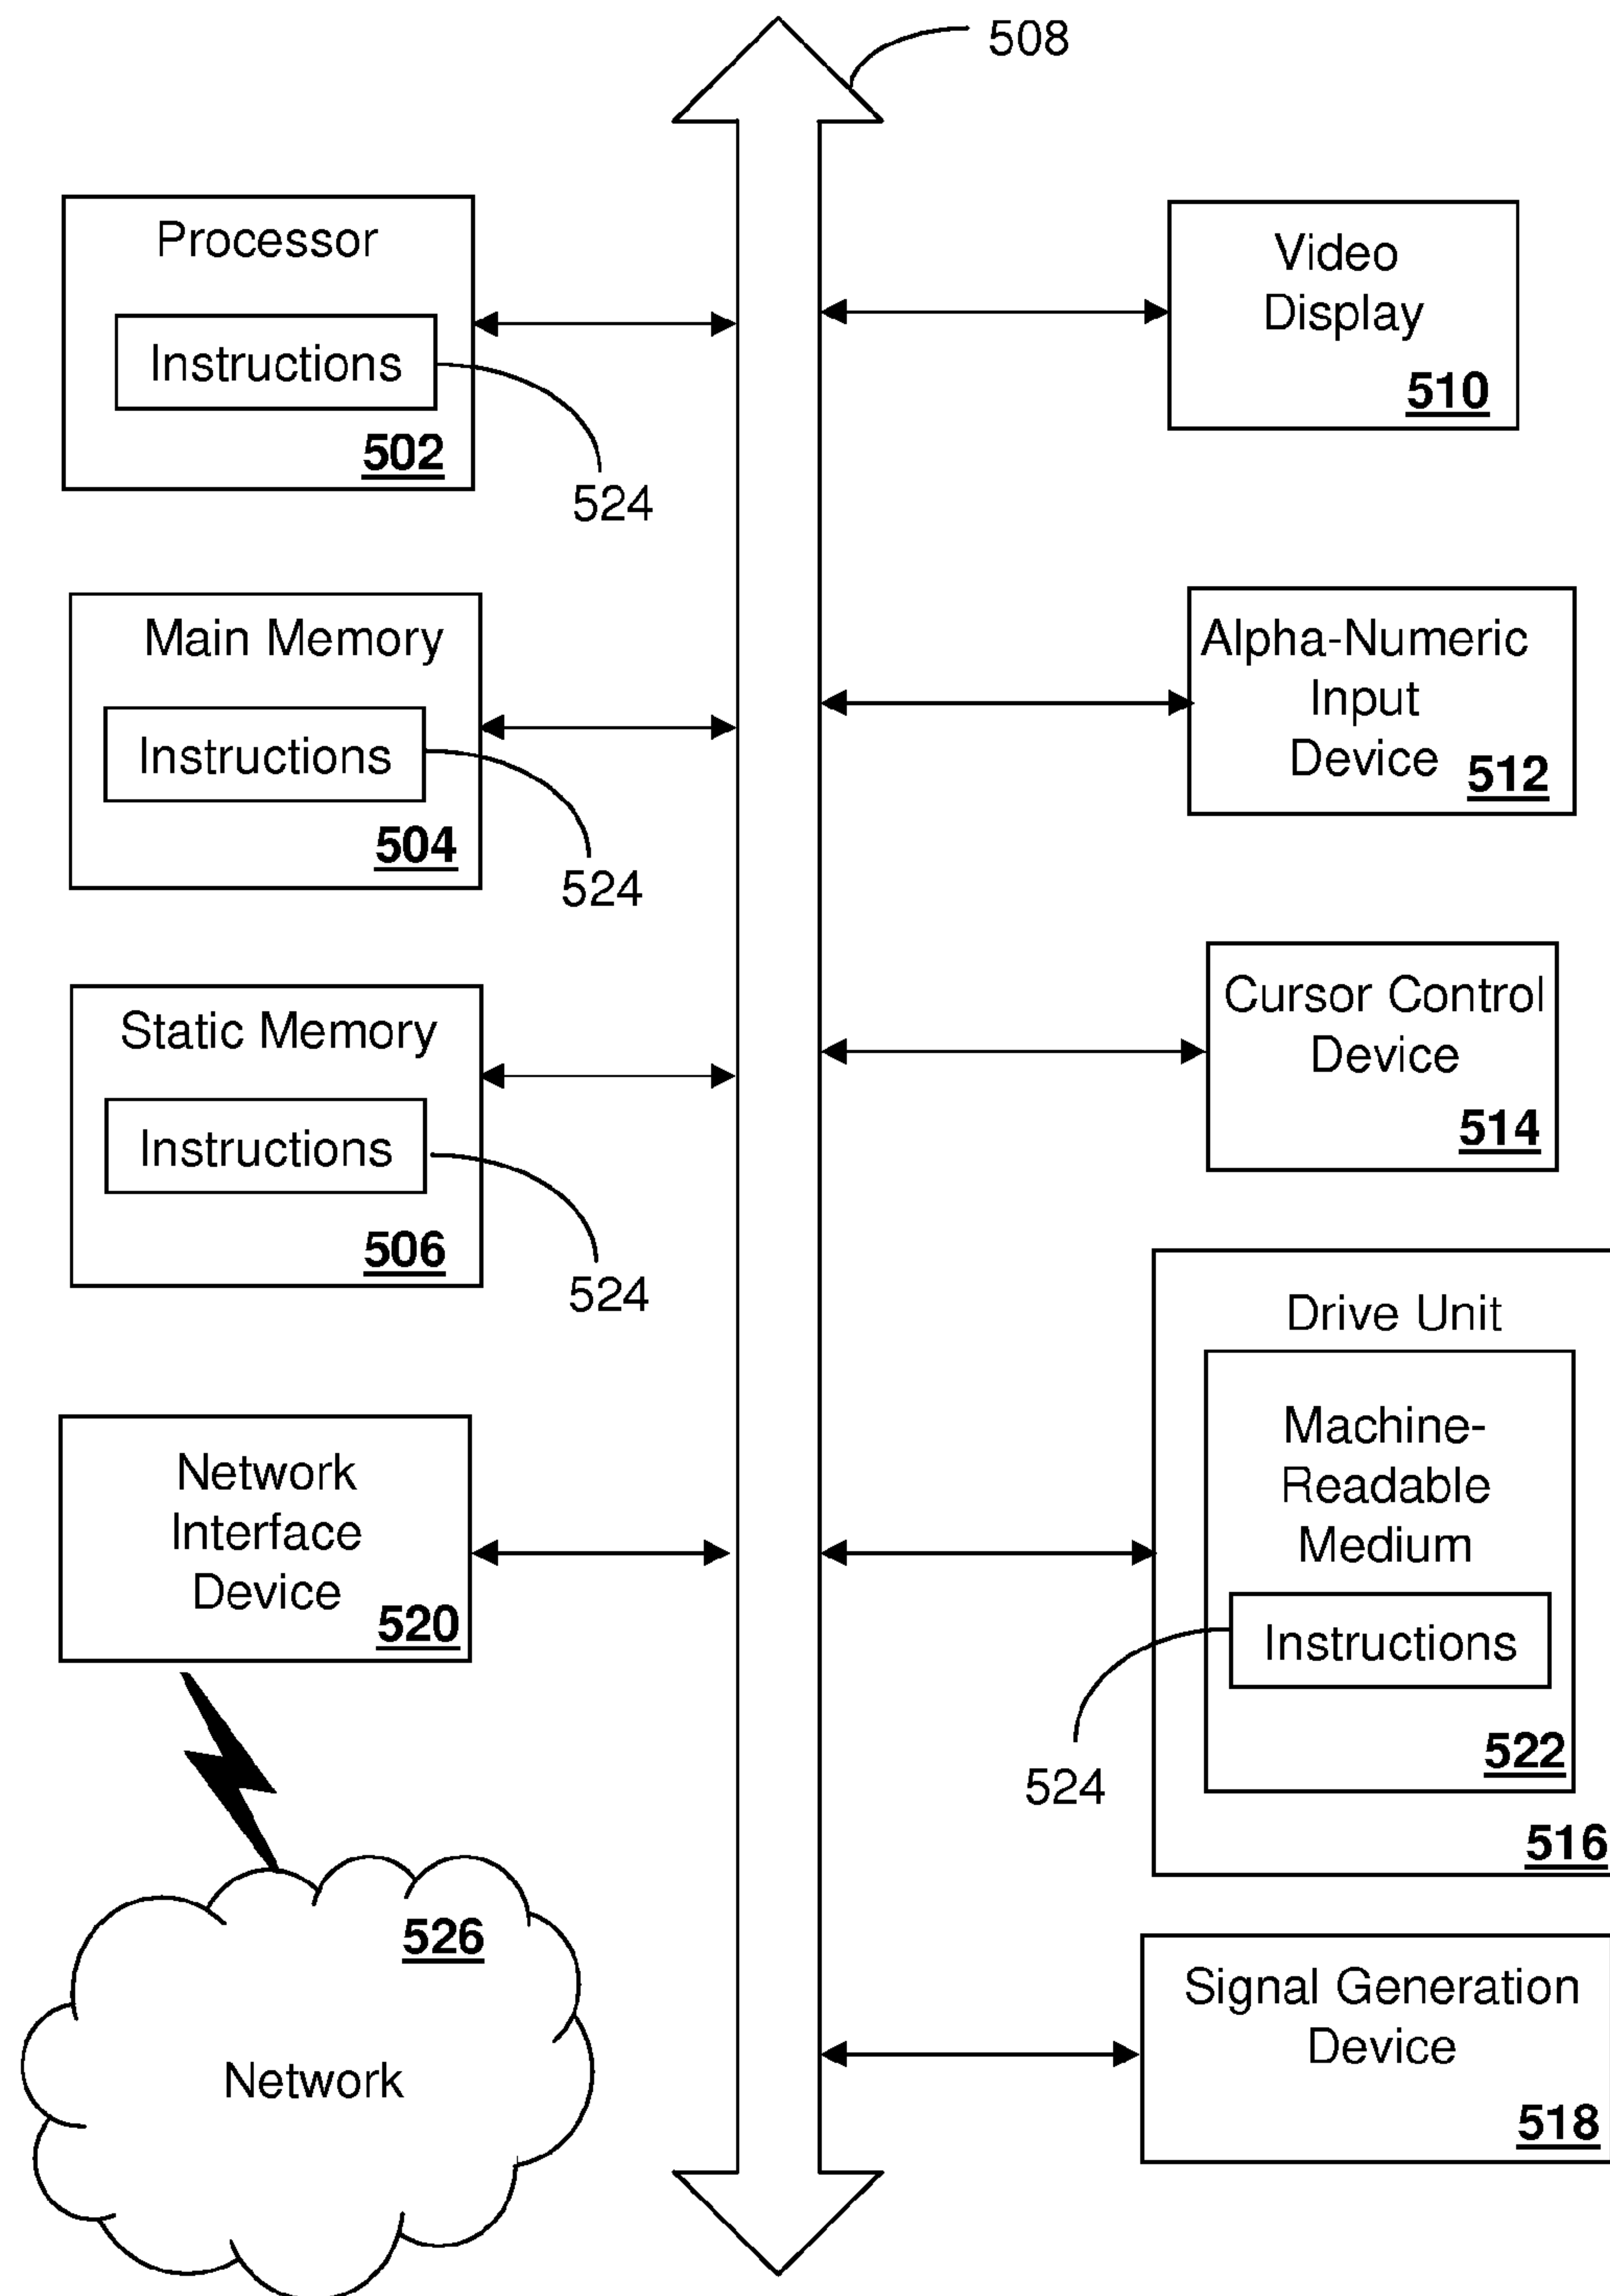 508
Processor
Instructions
502
524
Main Memory
Instructions
504
524
Static Memory
Instructions
506
524
Network
Interface
Device
520
526
Network
Video
Display
510
Alpha-Numeric
Input
Device
512
Cursor Control
Device
514
Drive Unit
Machine-
Readable
Medium
Instructions
524
522
516
Signal Generation
Device
518